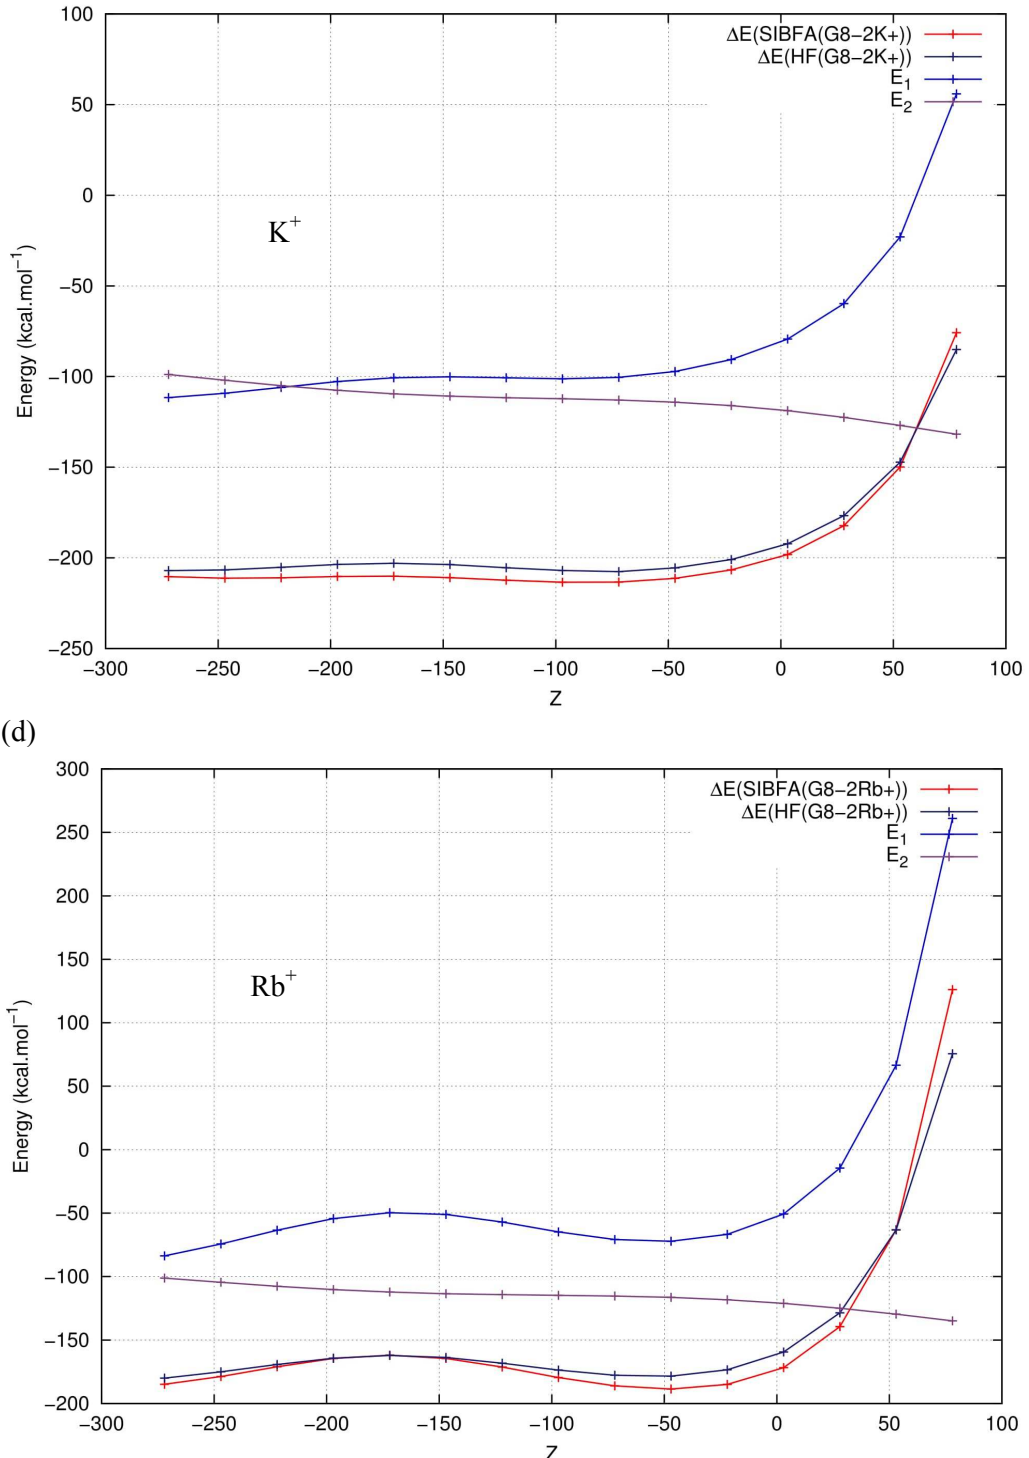 100
50
0
−50
−100
−150
−200
−250
Energy (kcal.mol⁻¹)
ΔE(SIBFA(G8−2K+))
ΔE(HF(G8−2K+))
E₁
E₂
K⁺
−300 −250 −200 −150 −100 −50 0 50 100
Z
(d)
300
250
200
150
100
50
0
−50
−100
−150
−200
Energy (kcal.mol⁻¹)
ΔE(SIBFA(G8−2Rb+))
ΔE(HF(G8−2Rb+))
E₁
E₂
Rb⁺
−300 −250 −200 −150 −100 −50 0 50 100
Z